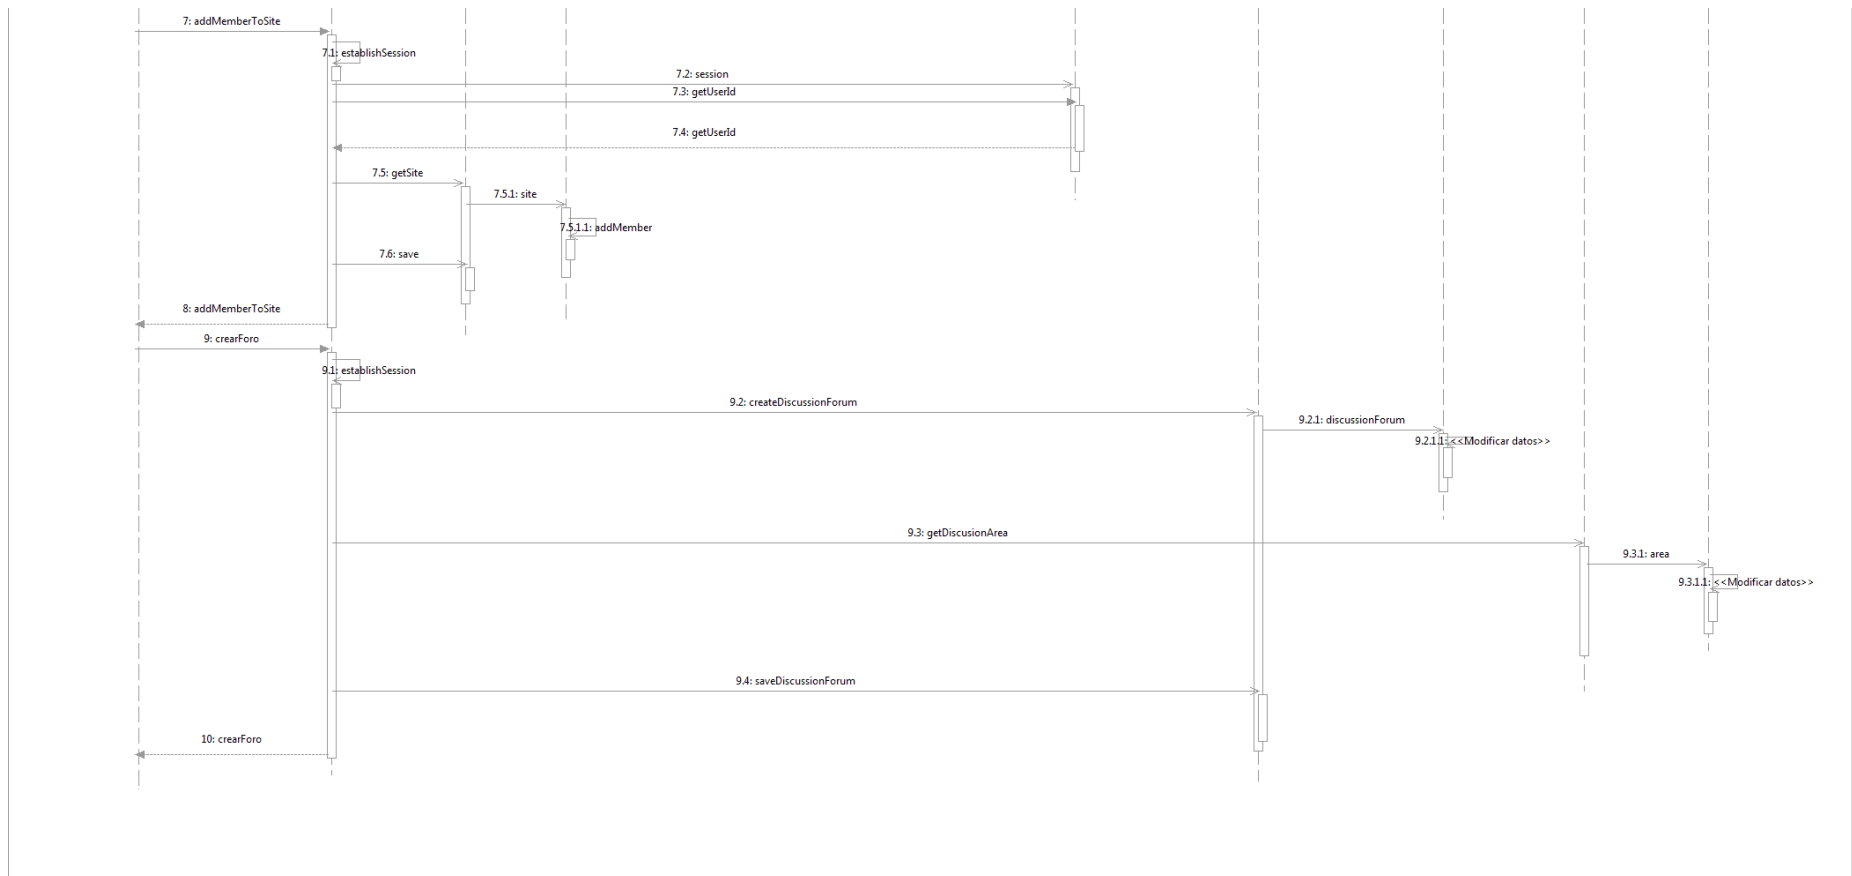 7: addMemberToSite
7.1: establishSession
7.2: session
7.3: getUserId
7.4: getUserId
7.5: getSite
7.5.1: site
7.5.1.1: addMember
7.6: save
8: addMemberToSite
9: crearForo
9.1: establishSession
9.2: createDiscussionForum
9.2.1: discussionForum
9.2.1.1: <<Modificar datos>>
9.3: getDiscusionArea
9.3.1: area
9.3.1.1: <<Modificar datos>>
9.4: saveDiscussionForum
10: crearForo